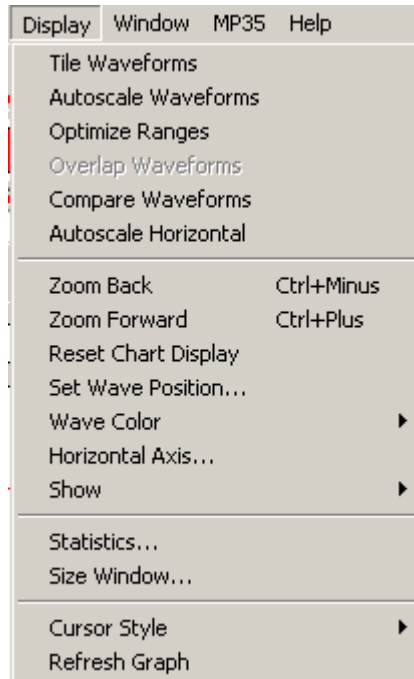 Display Window MP35 Help
Tile Waveforms
Autoscale Waveforms
Optimize Ranges
Overlap Waveforms
Compare Waveforms
Autoscale Horizontal
Zoom Back Ctrl+Minus
Zoom Forward Ctrl+Plus
Reset Chart Display
Set Wave Position...
Wave Color
Horizontal Axis...
Show
Statistics...
Size Window...
Cursor Style
Refresh Graph